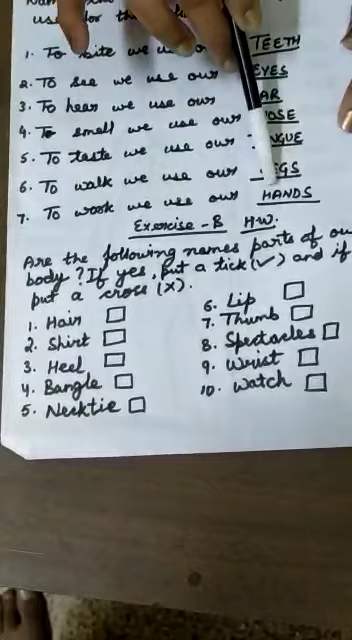 1. To bite we use our TEETH
2. To see we use our EYES
3. To hear we use our EAR
4. To smell we use our NOSE
5. To taste we use our TONGUE
6. To walk we use our LEGS
7. To work we use our HANDS
Exercise - B H.W.
Are the following names parts of our
body? If yes, put a tick (✓) and if
put a cross (X).
1. Hair
2. Shirt
3. Heel
4. Bangle
5. Necktie
6. Lip
7. Thumb
8. Spectacles
9. Wrist
10. Watch